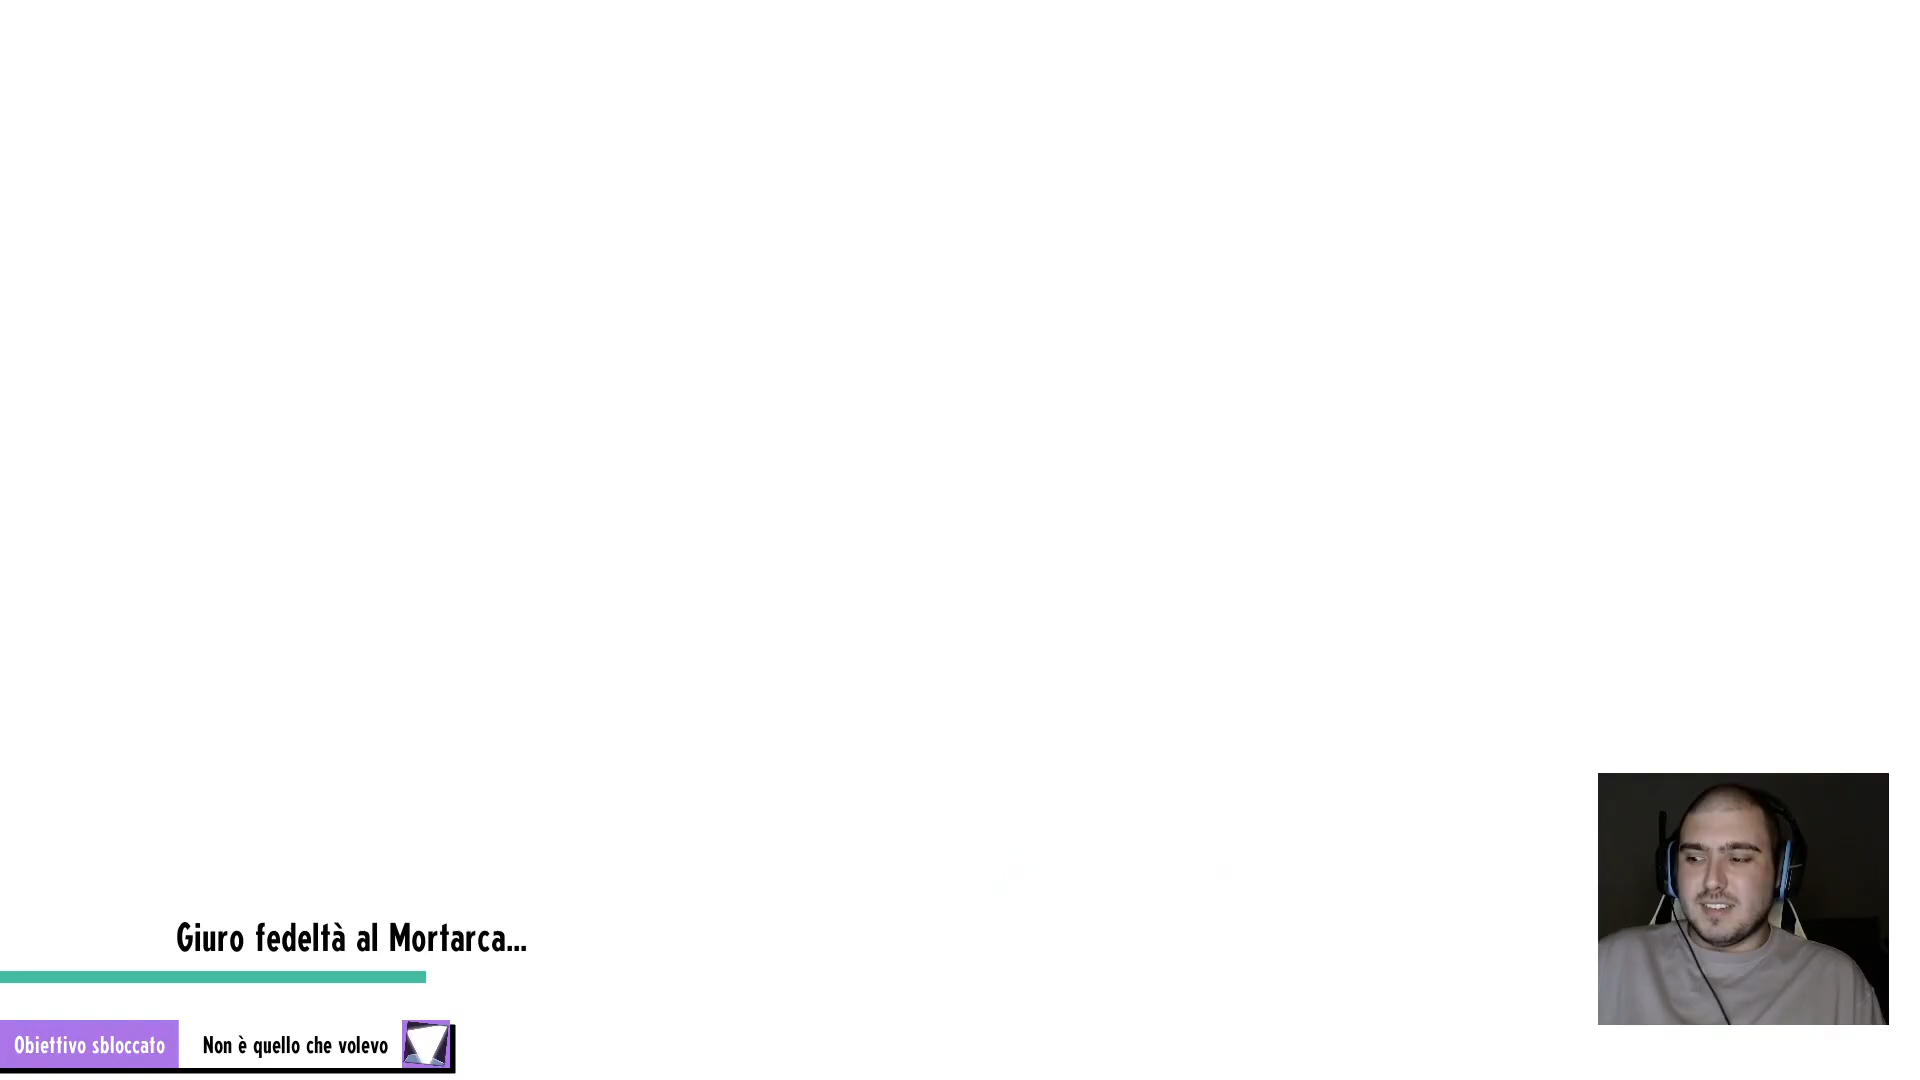 Giuro fedeltà al Mortarca...
Obiettivo sbloccato Non è quello che volevo